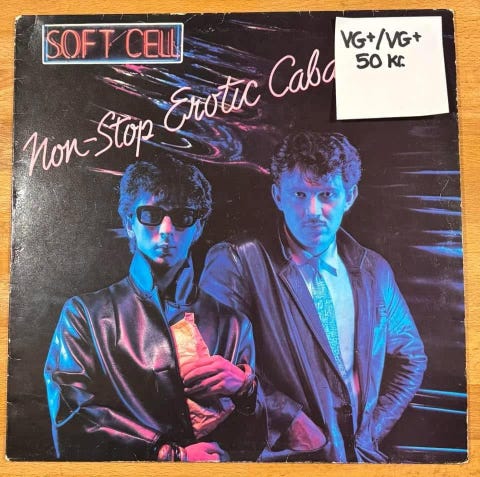 SOFT CELL
Non-Stop Erotic Caba
VG+/VG+
50 Kr.